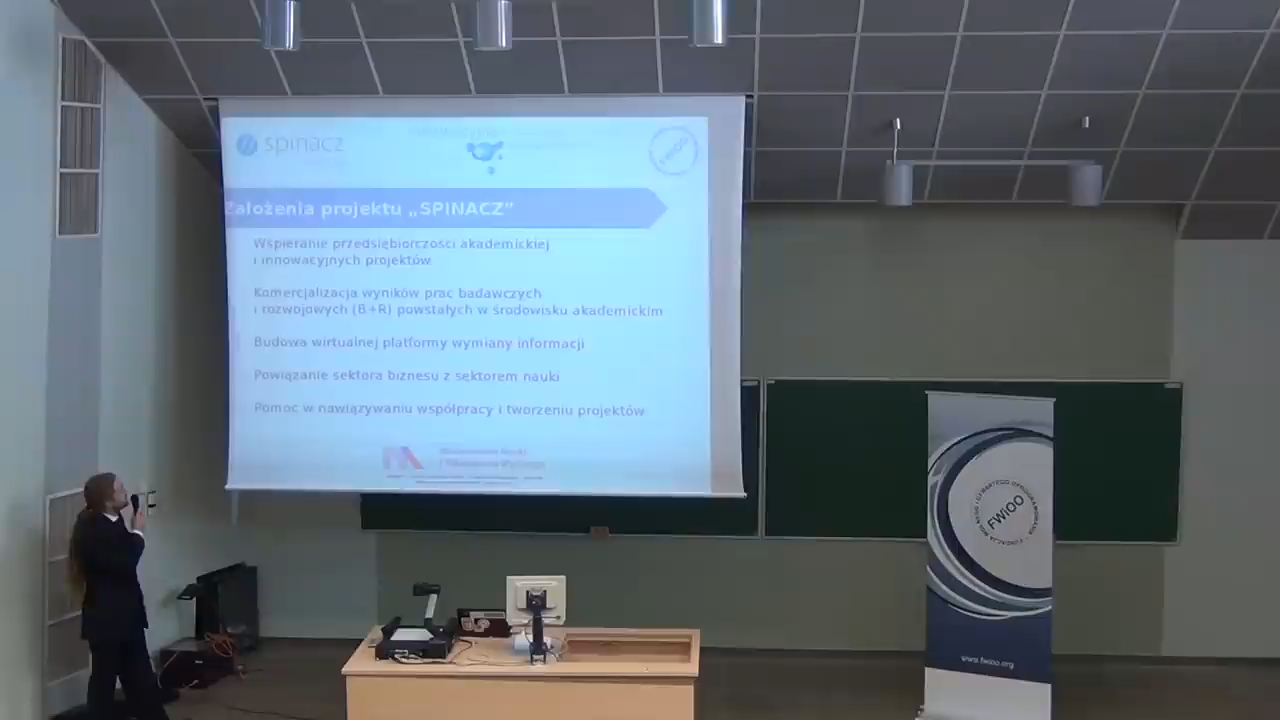 spinacz
FWiOO
Założenia projektu „SPINACZ”
Wspieranie przedsiębiorczości akademickiej
i innowacyjnych projektów
Komercjalizacja wyników prac badawczych
i rozwojowych (B+R) powstałych w środowisku akademickim
Budowa wirtualnej platformy wymiany informacji
Powiązanie sektora biznesu z sektorem nauki
Pomoc w nawiązywaniu współpracy i tworzeniu projektów
FWiOO
www.fwioo.org